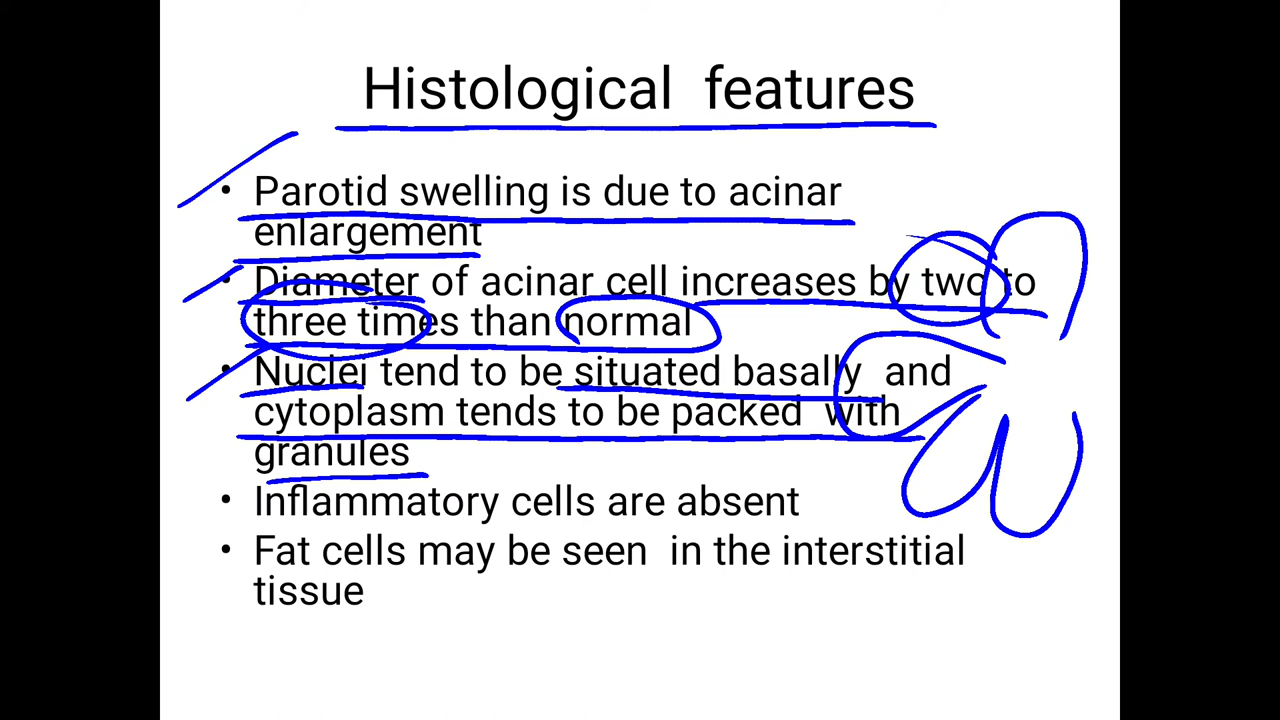 Histological features
• Parotid swelling is due to acinar
enlargement
• Diameter of acinar cell increases by two to
three times than normal
• Nuclei tend to be situated basally and
cytoplasm tends to be packed with
granules
• Inflammatory cells are absent
• Fat cells may be seen in the interstitial
tissue